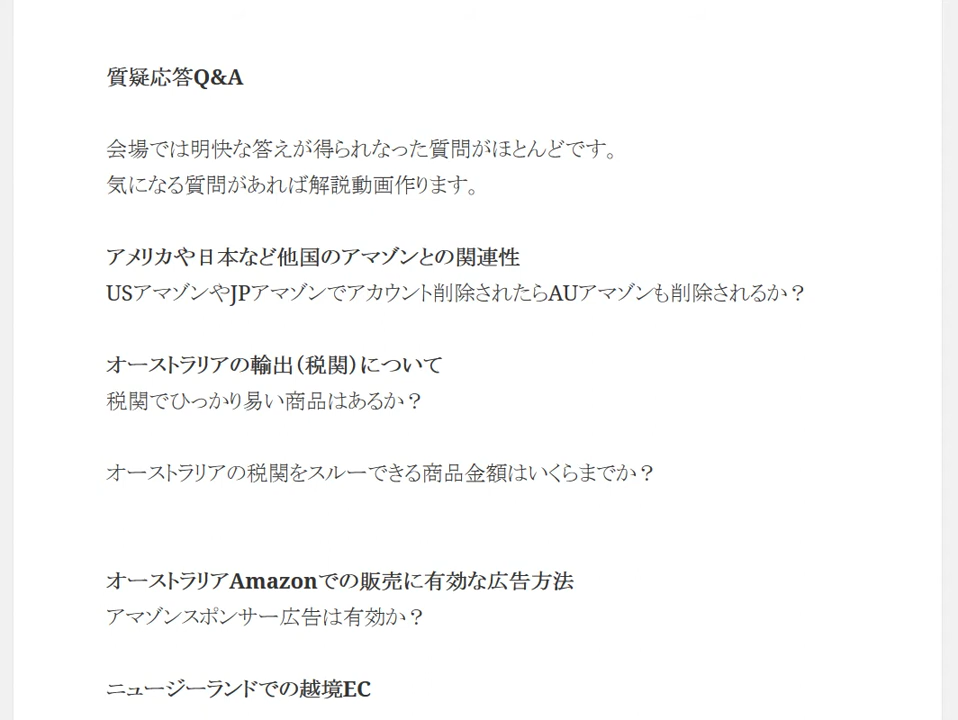 質疑応答Q&A
会場では明快な答えが得られなった質問がほとんどです。
気になる質問があれば解説動画作ります。
アメリカや日本など他国のアマゾンとの関連性
USアマゾンやJPアマゾンでアカウント削除されたらAUアマゾンも削除されるか？
オーストラリアの輸出（税関）について
税関でひっかり易い商品はあるか？
オーストラリアの税関をスルーできる商品金額はいくらまでか？
オーストラリアAmazonでの販売に有効な広告方法
アマゾンスポンサー広告は有効か？
ニュージーランドでの越境EC